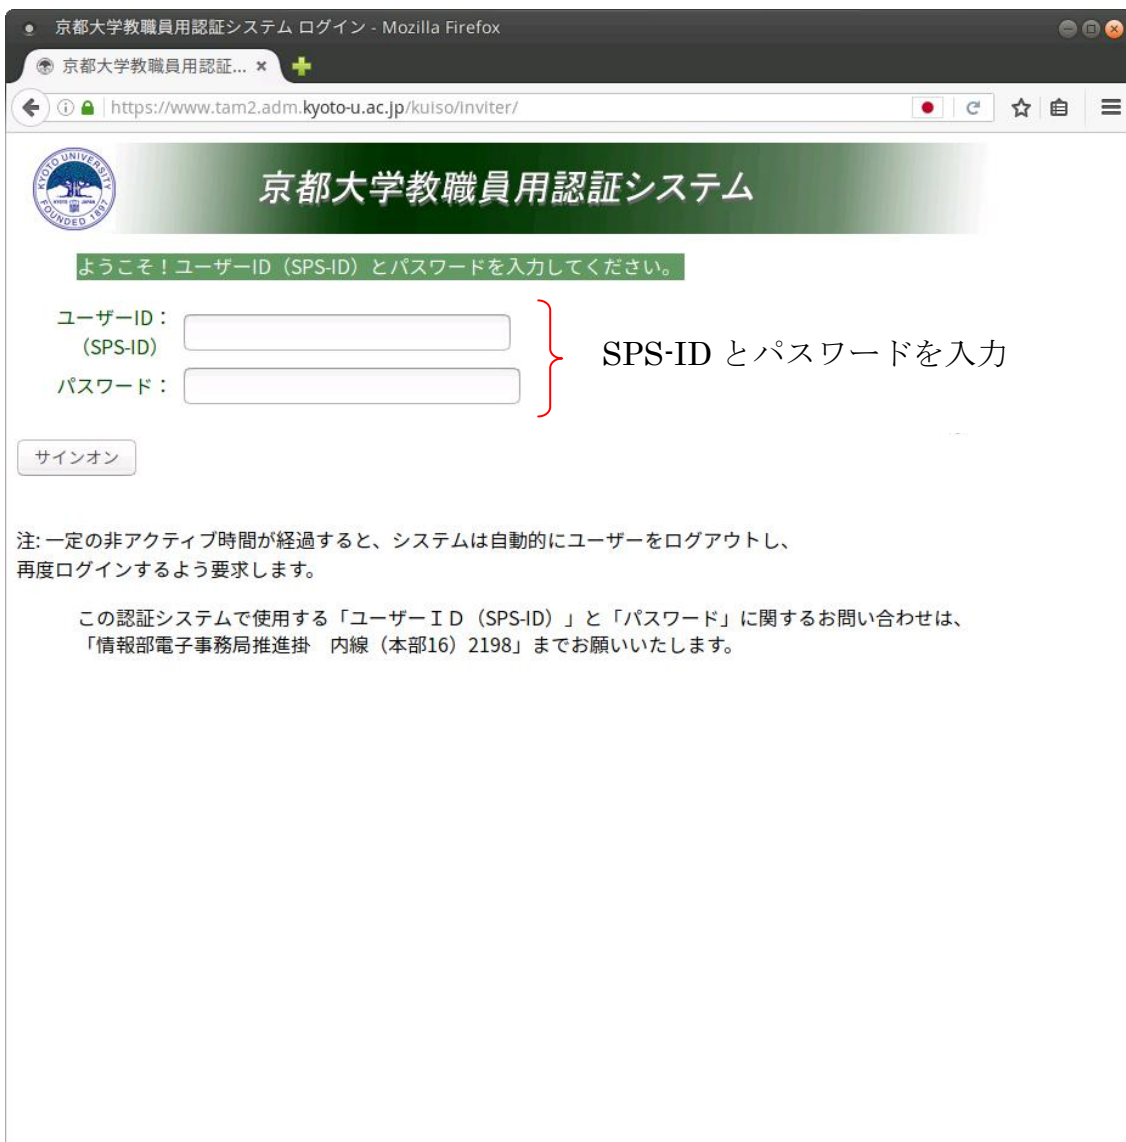 京都大学教職員用認証システム ログイン - Mozilla Firefox
京都大学教職員用認証...
https://www.tam2.adm.kyoto-u.ac.jp/kuiso/inviter/
KYOTO UNIVERSITY
KYOTO JAPAN
FOUNDED 1897
京都大学教職員用認証システム
ようこそ！ユーザーID（SPS-ID）とパスワードを入力してください。
ユーザーID：
（SPS-ID）
パスワード：
SPS-ID とパスワードを入力
サインオン
注: 一定の非アクティブ時間が経過すると、システムは自動的にユーザーをログアウトし、
再度ログインするよう要求します。
この認証システムで使用する「ユーザーＩＤ（SPS-ID）」と「パスワード」に関するお問い合わせは、
「情報部電子事務局推進掛　内線（本部16）2198」までお願いいたします。